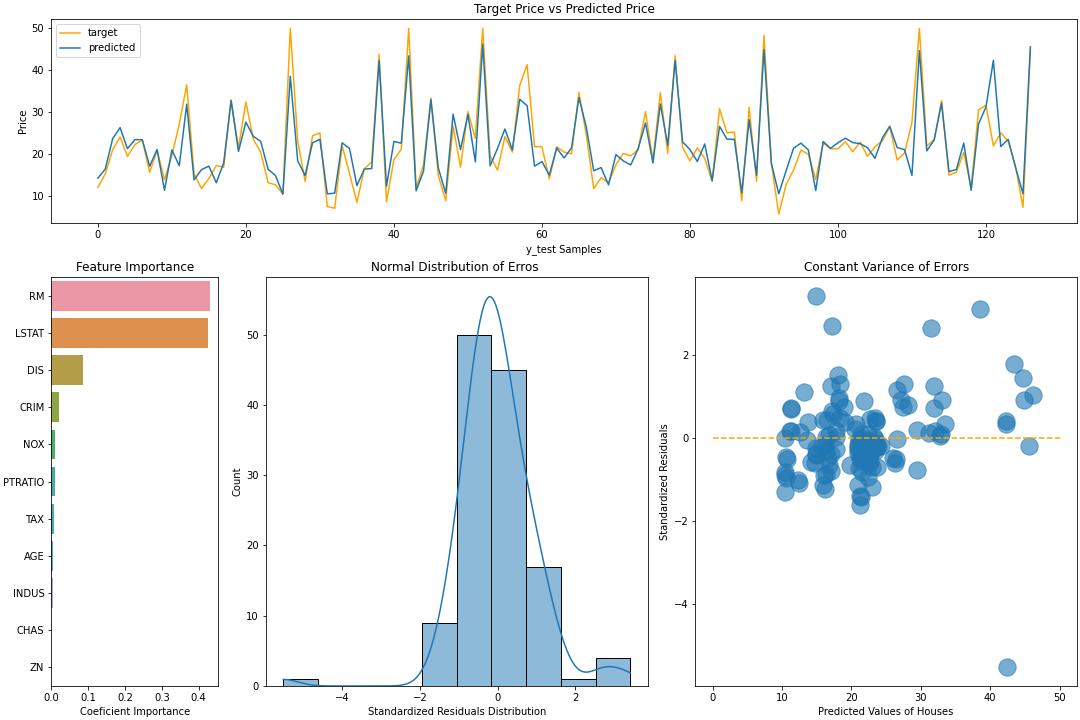 Target Price vs Predicted Price
target
predicted
Price
50
40
30
20
10
0
20
40
60
80
100
120
y_test Samples
Feature Importance
RM
LSTAT
DIS
CRIM
NOX
PTRATIO
TAX
AGE
INDUS
CHAS
ZN
0.0
0.1
0.2
0.3
0.4
Coeficient Importance
Normal Distribution of Erros
Count
50
40
30
20
10
0
−4
−2
0
2
Standardized Residuals Distribution
Constant Variance of Errors
Standardized Residuals
2
0
−2
−4
0
10
20
30
40
50
Predicted Values of Houses